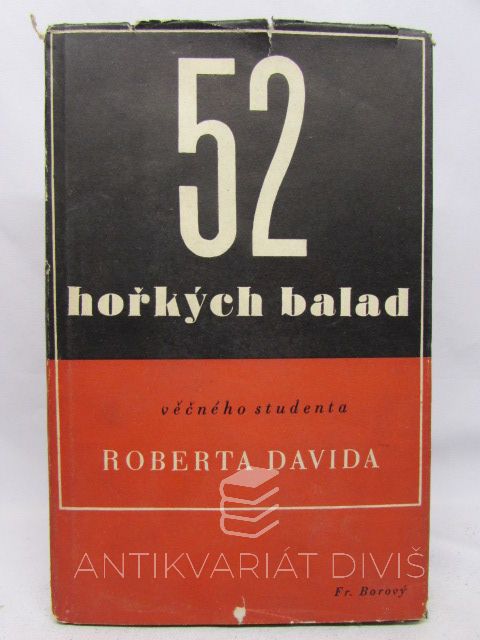 52
hořkých balad
věčného studenta
ROBERTA DAVIDA
ANTIKVARIÁT DIVIŠ
Fr. Borový